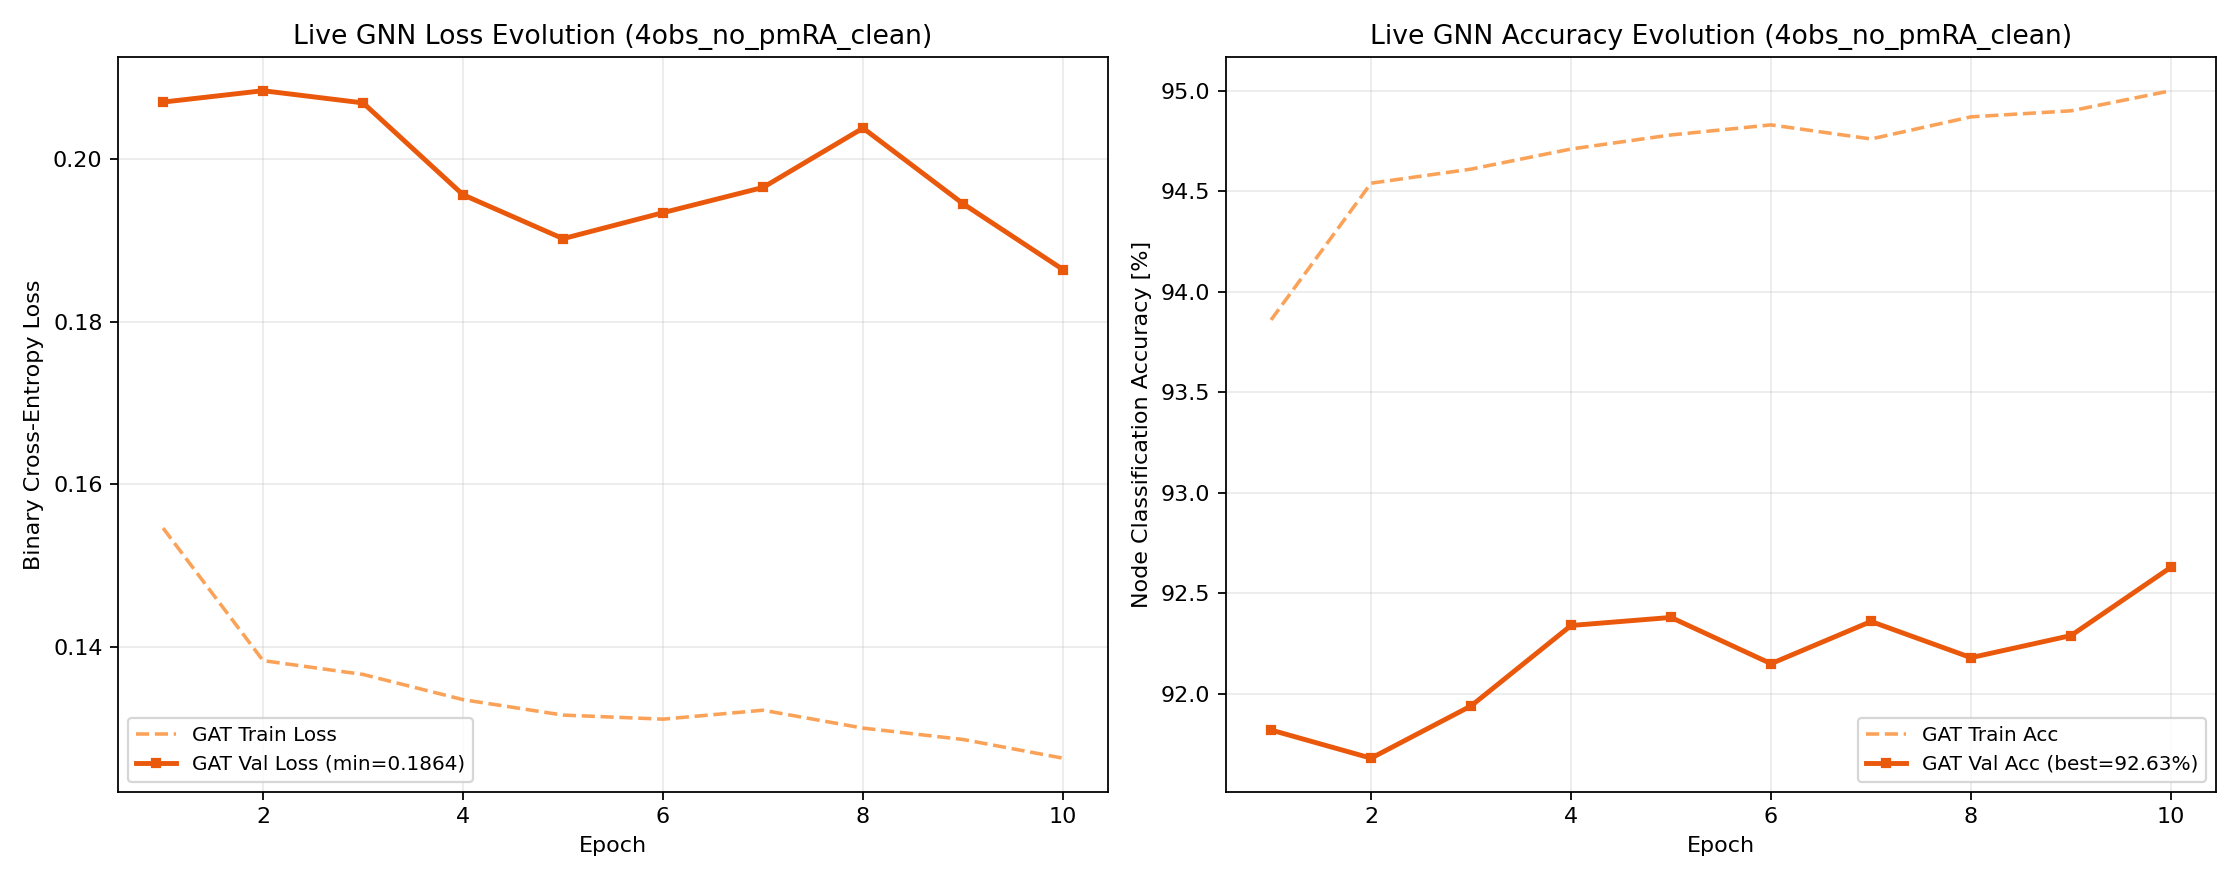 Live GNN Loss Evolution (4obs_no_pmRA_clean)
Binary Cross-Entropy Loss
0.20
0.18
0.16
0.14
GAT Train Loss
GAT Val Loss (min=0.1864)
2 4 6 8 10
Epoch
Live GNN Accuracy Evolution (4obs_no_pmRA_clean)
Node Classification Accuracy [%]
95.0
94.5
94.0
93.5
93.0
92.5
92.0
GAT Train Acc
GAT Val Acc (best=92.63%)
2 4 6 8 10
Epoch